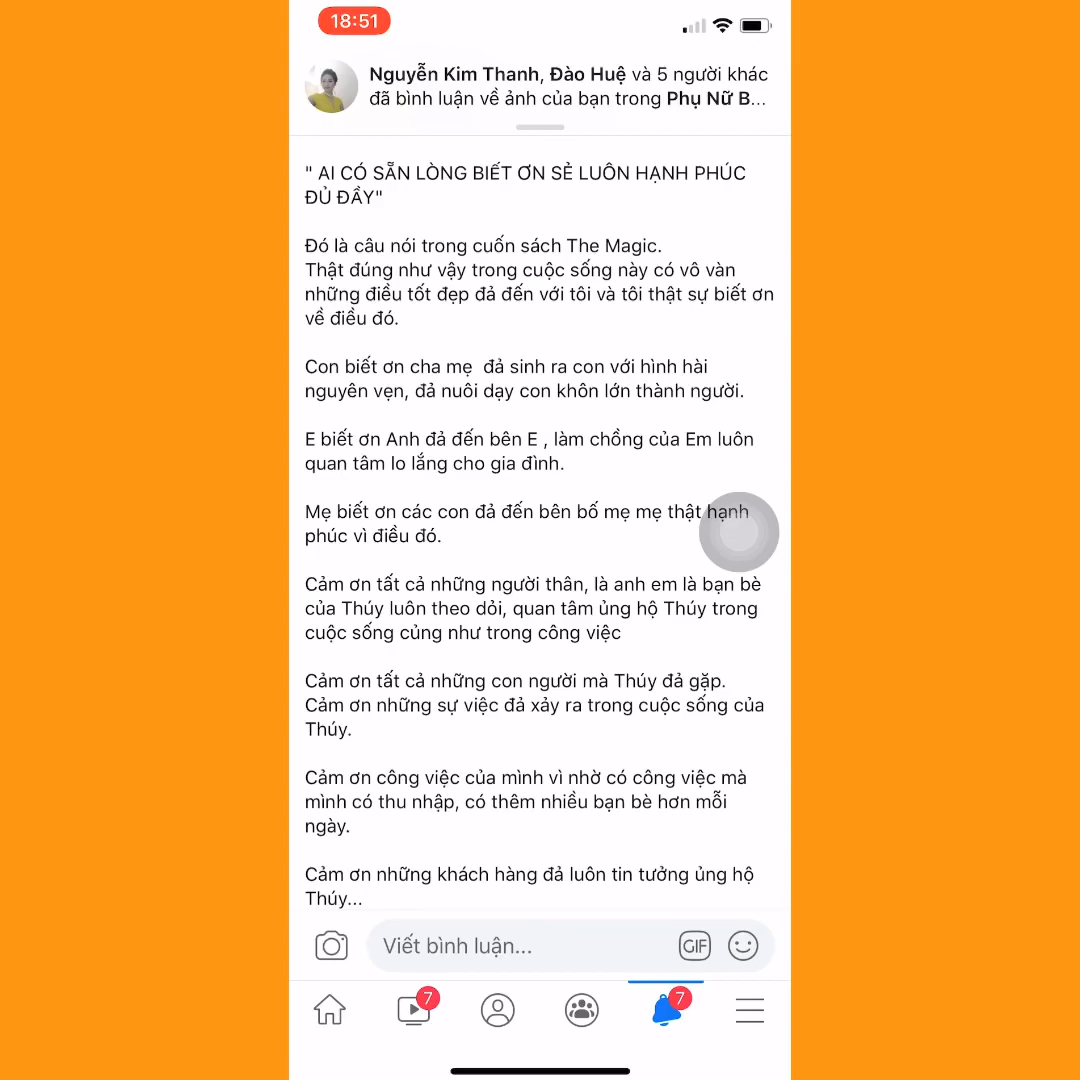 18:51
Nguyễn Kim Thanh, Đào Huệ và 5 người khác
đã bình luận về ảnh của bạn trong Phụ Nữ B...
" AI CÓ SẴN LÒNG BIẾT ƠN SẺ LUÔN HẠNH PHÚC
ĐỦ ĐẦY"
Đó là câu nói trong cuốn sách The Magic.
Thật đúng như vậy trong cuộc sống này có vô vàn
những điều tốt đẹp đả đến với tôi và tôi thật sự biết ơn
về điều đó.
Con biết ơn cha mẹ  đả sinh ra con với hình hài
nguyên vẹn, đả nuôi dạy con khôn lớn thành người.
E biết ơn Anh đả đến bên E , làm chồng của Em luôn
quan tâm lo lắng cho gia đình.
Mẹ biết ơn các con đả đến bên bố mẹ mẹ thật hạnh
phúc vì điều đó.
Cảm ơn tất cả những người thân, là anh em là bạn bè
của Thúy luôn theo dỏi, quan tâm ủng hộ Thúy trong
cuộc sống củng như trong công việc
Cảm ơn tất cả những con người mà Thúy đả gặp.
Cảm ơn những sự việc đả xảy ra trong cuộc sống của
Thúy.
Cảm ơn công việc của mình vì nhờ có công việc mà
mình có thu nhập, có thêm nhiều bạn bè hơn mỗi
ngày.
Cảm ơn những khách hàng đả luôn tin tưởng ủng hộ
Thúy...
Viết bình luận...
GIF
7
7